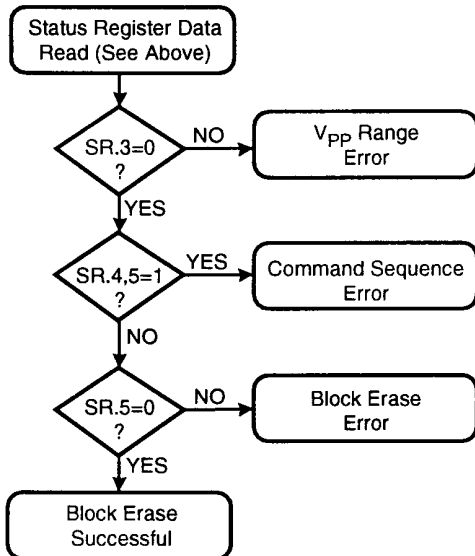 Status Register Data
Read (See Above)
SR.3=0
?
NO
VPP Range
Error
YES
SR.4,5=1
?
YES
Command Sequence
Error
NO
SR.5=0
?
NO
Block Erase
Error
YES
Block Erase
Successful